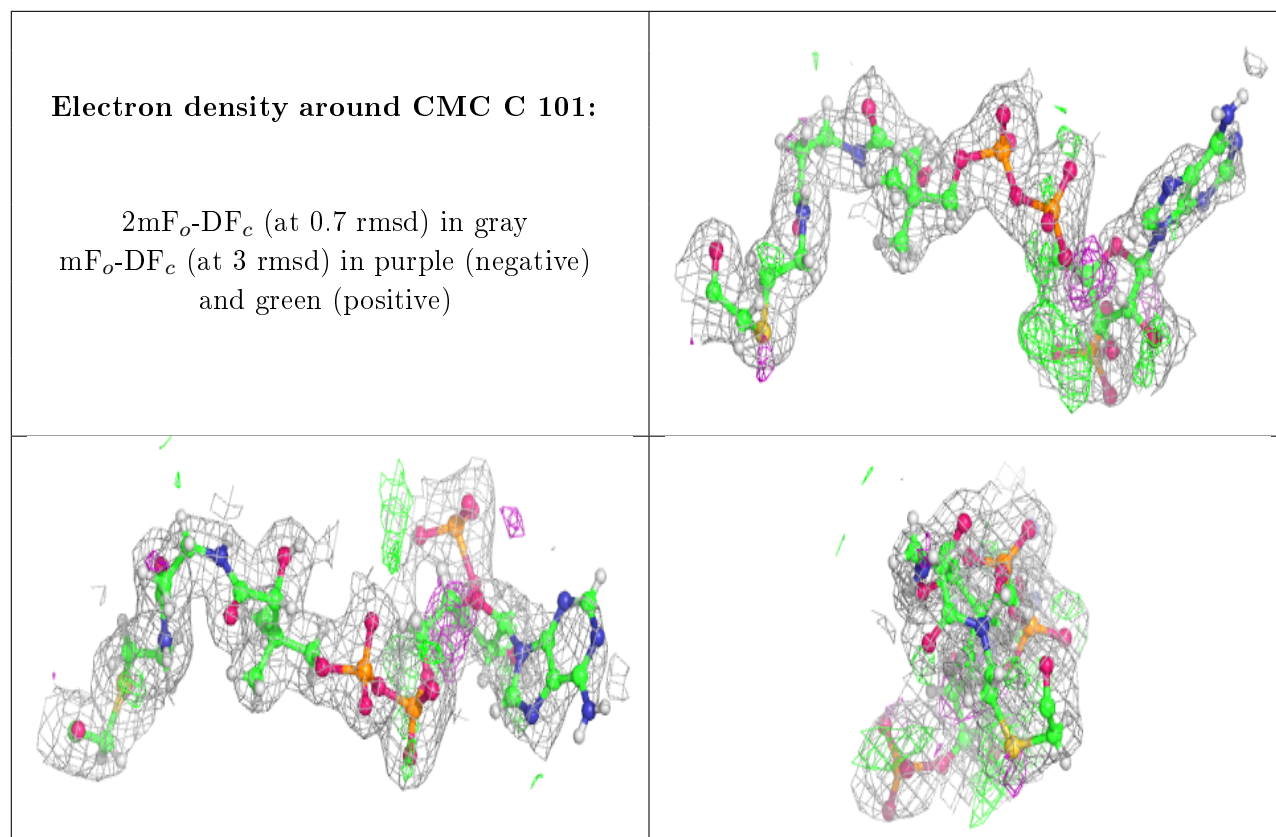 Electron density around CMC C 101:
2mFₒ-DF𝒸 (at 0.7 rmsd) in gray
mFₒ-DF𝒸 (at 3 rmsd) in purple (negative)
and green (positive)